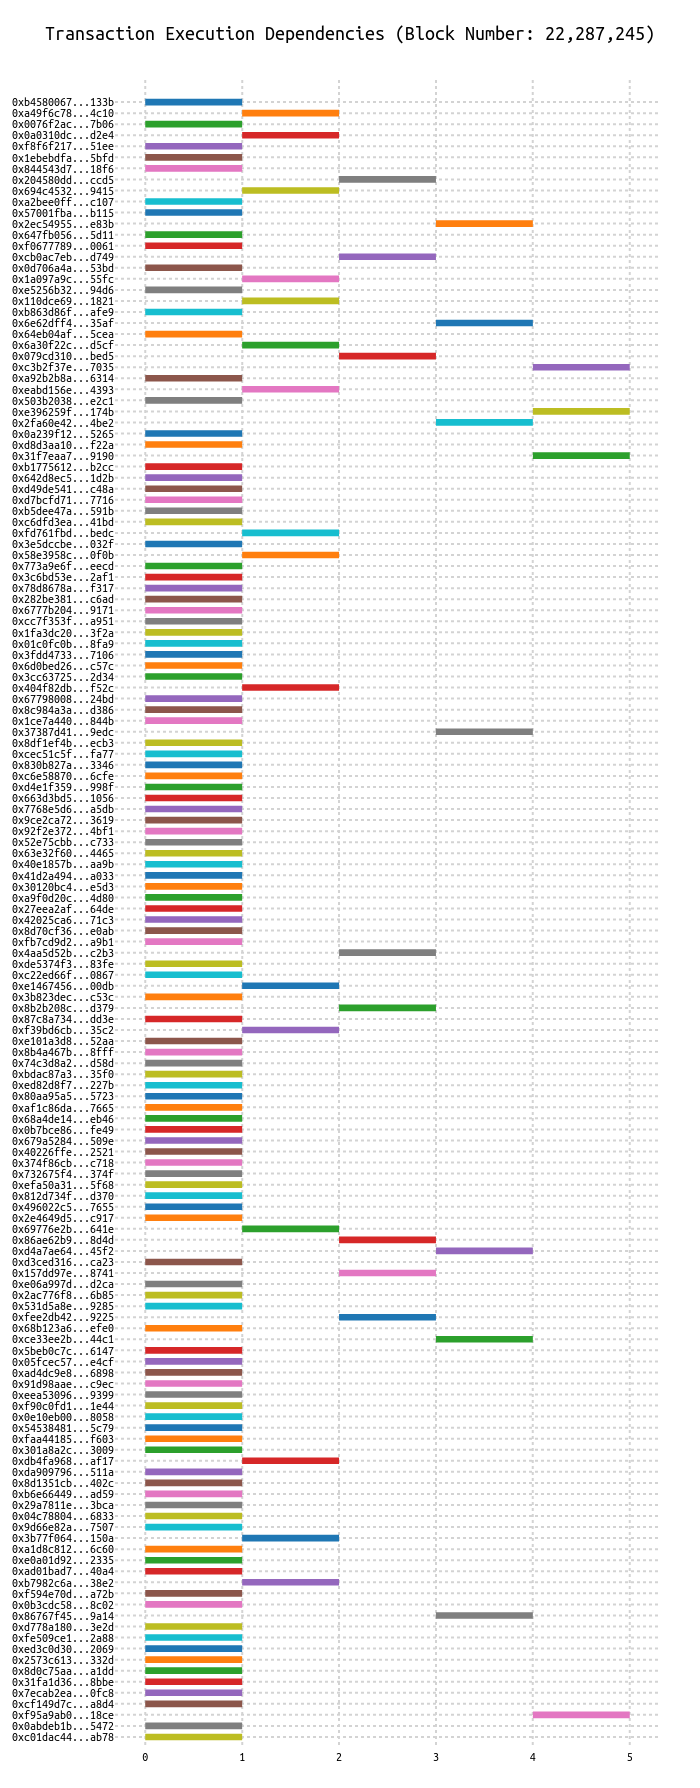 Transaction Execution Dependencies (Block Number: 22,287,245)
0xb4580067...133b
0xa49f6c78...4c10
0x0076f2ac...7b06
0x0a0310dc...d2e4
0xf8f6f217...51ee
0x1ebebdfa...5bfd
0x844543d7...18f6
0x204580dd...ccd5
0x694c4532...9415
0xa2bee0ff...c107
0x57001fba...b115
0x2ec54955...e83b
0x647fb056...5d11
0xf0677789...0061
0xcb0ac7eb...d749
0x0d706a4a...53bd
0x1a097a9c...55fc
0xe5256b32...94d6
0x110dce69...1821
0xb863d86f...afe9
0x6e62dff4...35af
0x64eb04af...5cea
0x6a30f22c...d5cf
0x079cd310...bed5
0xc3b2f37e...7035
0xa92b2b8a...6314
0xeabd156e...4393
0x503b2038...e2c1
0xe396259f...174b
0x2fa60e42...4be2
0x0a239f12...5265
0xd8d3aa10...f22a
0x31f7eaa7...9190
0xb1775612...b2cc
0x642d8ec5...1d2b
0xd49de541...c48a
0xd7bcfd71...7716
0xb5dee47a...591b
0xc6dfd3ea...41bd
0xfd761fbd...bedc
0x3e5dccbe...032f
0x58e3958c...0f0b
0x773a9e6f...eecd
0x3c6bd53e...2af1
0x78d8678a...f317
0x282be381...c6ad
0x6777b204...9171
0xcc7f353f...a951
0x1fa3dc20...3f2a
0x01c0fc0b...8fa9
0x3fdd4733...7106
0x6d0bed26...c57c
0x3cc63725...2d34
0x404f82db...f52c
0x67798008...24bd
0x8c984a3a...d386
0x1ce7a440...844b
0x37387d41...9edc
0x8df1ef4b...ecb3
0xcec51c5f...fa77
0x830b827a...3346
0xc6e58870...6cfe
0xd4e1f359...998f
0x663d3bd5...1056
0x7768e5d6...a5db
0x9ce2ca72...3619
0x92f2e372...4bf1
0x52e75cbb...c733
0x63e32f60...4465
0x40e1857b...aa9b
0x41d2a494...a033
0x30120bc4...e5d3
0xa9f0d20c...4d80
0x27eea2af...64de
0x42025ca6...71c3
0x8d70cf36...e0ab
0xfb7cd9d2...a9b1
0x4aa5d52b...c2b3
0xde5374f3...83fe
0xc22ed66f...0867
0xe1467456...00db
0x3b823dec...c53c
0x8b2b208c...d379
0x87c8a734...dd3e
0xf39bd6cb...35c2
0xe101a3d8...52aa
0x8b4a467b...8fff
0x74c3d8a2...d58d
0xbdac87a3...35f0
0xed82d8f7...227b
0x80aa95a5...5723
0xaf1c86da...7665
0x68a4de14...eb46
0x0b7bce86...fe49
0x679a5284...509e
0x40226ffe...2521
0x374f86cb...c718
0x732675f4...374f
0xefa50a31...5f68
0x812d734f...d370
0x496022c5...7655
0x2e4649d5...c917
0x69776e2b...641e
0x86ae62b9...8d4d
0xd4a7ae64...45f2
0xd3ced316...ca23
0x157dd97e...8741
0xe06a997d...d2ca
0x2ac776f8...6b85
0x531d5a8e...9285
0xfee2db42...9225
0x68b123a6...efe0
0xce33ee2b...44c1
0x5beb0c7c...6147
0x05fcec57...e4cf
0xad4dc9e8...6898
0x91d98aae...c9ec
0xeea53096...9399
0xf90c0fd1...1e44
0x0e10eb00...8058
0x54538481...5c79
0xfaa44185...f603
0x301a8a2c...3009
0xdb4fa968...af17
0xda909796...511a
0x8d1351cb...402c
0xb6e66449...ad59
0x29a7811e...3bca
0x04c78804...6833
0x9d66e82a...7507
0x3b77f064...150a
0xa1d8c812...6c60
0xe0a01d92...2335
0xad01bad7...40a4
0xb7982c6a...38e2
0xf594e70d...a72b
0x0b3cdc58...8c02
0x86767f45...9a14
0xd778a180...3e2d
0xfe509ce1...2a88
0xed3c0d30...2069
0x2573c613...332d
0x8d0c75aa...a1dd
0x31fa1d36...8bbe
0x7ecab2ea...0fc8
0xcf149d7c...a8d4
0xf95a9ab0...18ce
0x0abdeb1b...5472
0xc01dac44...ab78
0 1 2 3 4 5